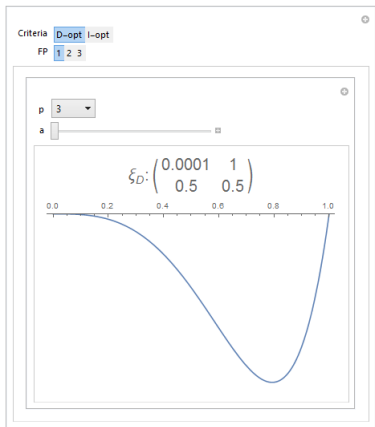 Criteria D-opt I-opt
FP 1 2 3
p 3
a
ξD: (0.0001 1
0.5 0.5)
0.0 0.2 0.4 0.6 0.8 1.0